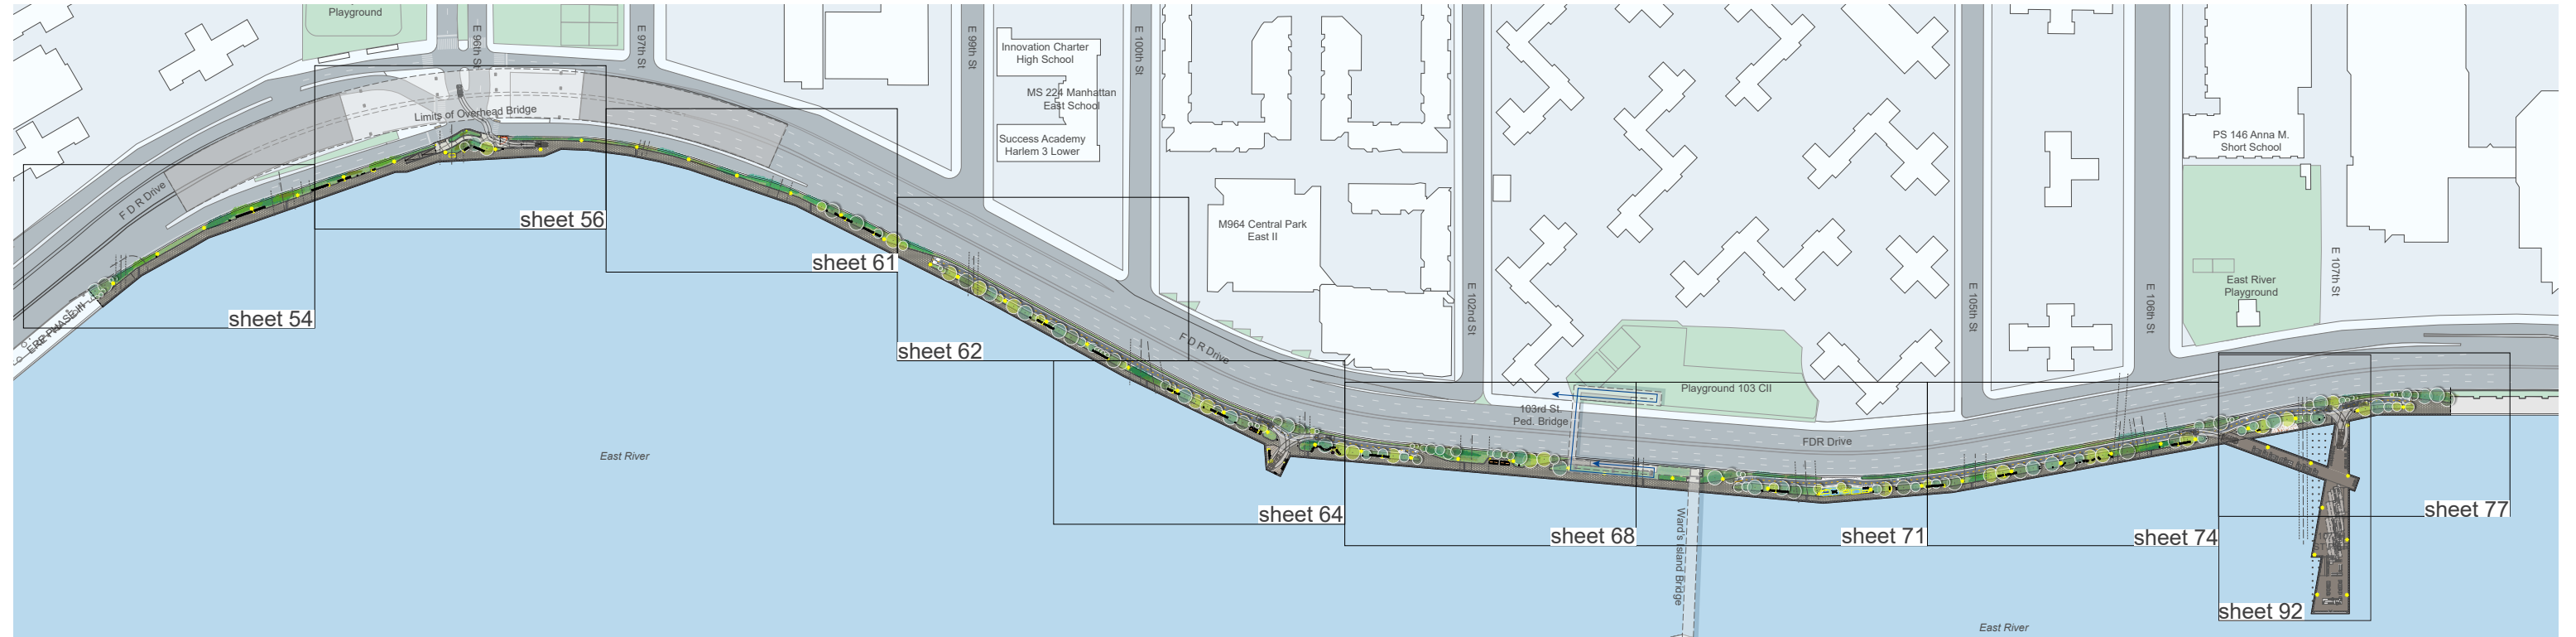 Playground
E 96th St
E 97th St
E 99th St
Innovation Charter
High School
MS 224 Manhattan
East School
Success Academy
Harlem 3 Lower
E 100th St
Limits of Overhead Bridge
F D R Drive
M964 Central Park
East II
PS 146 Anna M.
Short School
East River
Playground
E 107th St
E 102nd St
E 105th St
E 106th St
sheet 56
sheet 61
sheet 54
sheet 62
F D R Drive
Playground 103 CII
103rd St.
Ped. Bridge
FDR Drive
East River
sheet 64
sheet 68
sheet 71
sheet 74
sheet 77
Ward's Island Bridge
sheet 92
East River